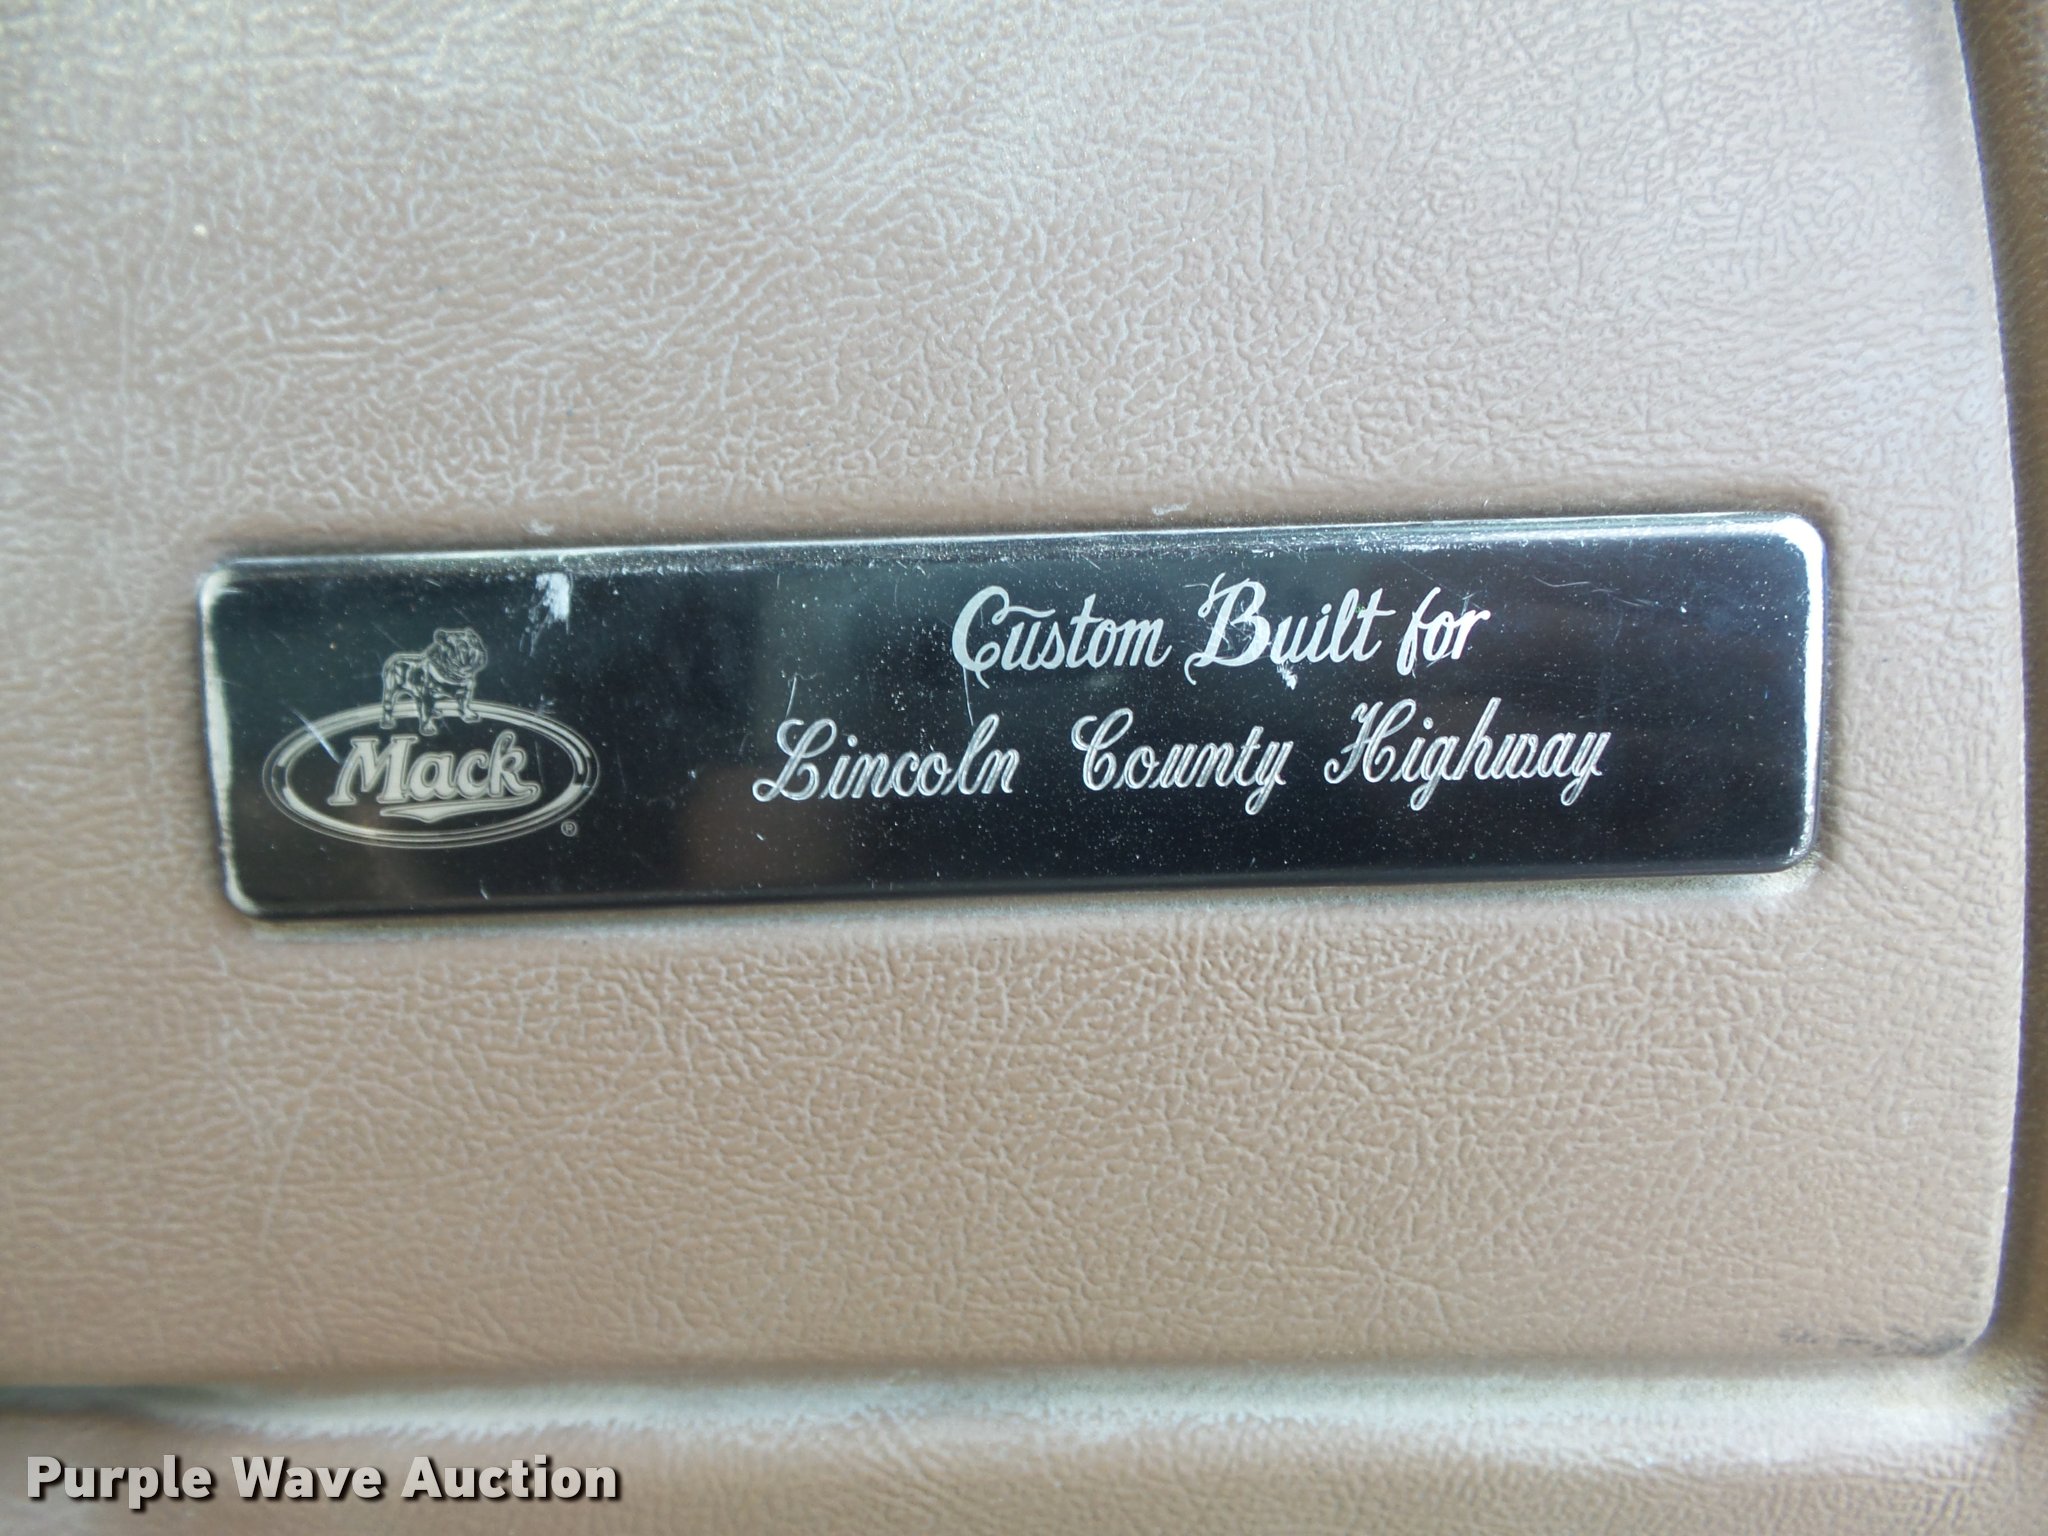 Custom Built for
Mack ®
Lincoln County Highway
Purple Wave Auction